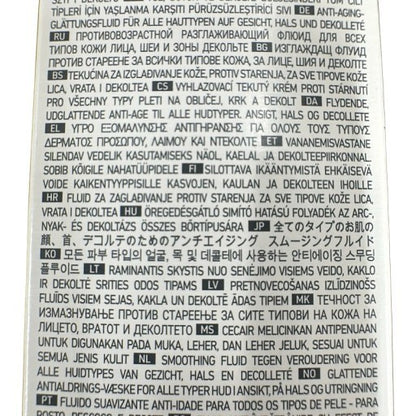 TİPLERİ İÇİN YAŞLANMA KARŞITI PÜRÜZSÜZLEŞTİRİCİ SIVI DE ANTI-AGING-
GLÄTTUNGSFLUID FÜR ALLE HAUTTYPEN AUF GESICHT, HALS UND DEKOLLETÉ
RU ПРОТИВОВОЗРАСТНОЙ РАЗГЛАЖИВАЮЩИЙ ФЛЮИД ДЛЯ ВСЕХ
ТИПОВ КОЖИ ЛИЦА, ШЕИ И ЗОНЫ ДЕКОЛЬТЕ BG ИЗГЛАЖДАЩ ФЛУИД
ПРОТИВ СТАРЕЕНЕ ЗА ВСИЧКИ ТИПОВЕ КОЖА НА ЛИЦЕ, ШИЯ И ДЕКОЛТЕ
BS TEKUĆINA ZA IZGLAĐIVANJE KOŽE, PROTIV STARENJA, ZA SVE TIPOVE KOŽE
LICA, VRATA I DEKOLTEA CS VYHLAZOVACÍ TEKUTÝ KRÉM PROTI STÁRNUTÍ
PRO VŠECHNY TYPY PLETI NA OBLIČEJ, KRK A DEKOLT DA FLYDENDE,
UDGLATTENDE ANTI-AGE TIL ALLE HUDTYPER. ANSIGT, HALS OG DECOLLETE
EL ΥΓΡΟ ΕΞΟΜΑΛΥΝΣΗΣ ΑΝΤΙΓΗΡΑΝΣΗΣ ΓΙΑ ΟΛΟΥΣ ΤΟΥΣ ΤΥΠΟΥΣ
ΔΕΡΜΑΤΟΣ ΠΡΟΣΩΠΟΥ, ΛΑΙΜΟΥ ΚΑΙ ΝΤΕΚΟΛΤΕ ET VANANEMISVASTANE
SILENDAV VEDELIK KASUTAMISEKS NÄOL, KAELAL JA DEKOLTEEPIIRKONNAL.
SOBIB KÕIGILE NAHATÜÜPIDELE FI SILOTTAVA IKÄÄNTYMISTÄ EHKÄISEVÄ
VOIDE KAIKENTYYPPISILLE KASVOJEN, KAULAN JA DEKOLTEEN IHOILLE
HR FLUID ZA ZAGLAĐIVANJE PROTIV STARENJA ZA SVE TIPOVE KOŽE LICA,
VRATA I DEKOLTEA HU ÖREGEDÉSGÁTLÓ SIMÍTÓ HATÁSÚ FOLYADÉK AZ ARC-,
NYAK- ÉS DEKOLTÁZS ÖSSZES BŐRTÍPUSÁRA JP 全てのタイプのお肌の
顔、首、デコルテのためのアンチエイジング スムージングフルイド
KO 모든 피부 타입의 얼굴, 목 및 데콜테에 사용하는 안티에이징 스무딩
플루이드 LT RAMINANTIS SKYSTIS NUO SENĖJIMO VISIEMS VEIDO, KAKLO
IR DEKOLTĖ SRITIES ODOS TIPAMS LV PRETNOVECOŠANAS IZLĪDZINOŠS
FLUĪDS VISIEM SEJAS, KAKLA UN DEKOLTĒ ĀDAS TIPIEM MK ТЕЧНОСТ ЗА
ИЗМАЗНУВАЊЕ ПРОТИВ СТАРЕЕЊЕ ЗА СИТЕ ТИПОВИ НА КОЖА НА
ЛИЦЕТО, ВРАТОТ И ДЕКОЛТЕТО MS CECAIR MELICINKAN ANTIPENUAAN
UNTUK DIGUNAKAN PADA MUKA, LEHER, DAN LEHER JELUK, SESUAI UNTUK
SEMUA JENIS KULIT NL SMOOTHING FLUID TEGEN VEROUDERING VOOR
ALLE HUIDTYPES VAN GEZICHT, HALS EN DECOLLETÉ NO GLATTENDE
ANTIALDRINGS-VÆSKE FOR ALLE TYPER HUD I ANSIKT, PÅ HALS OG UTRINGNING
PT FLUIDO SUAVIZANTE ANTI-IDADE PARA TODOS OS TIPOS DE PELE -